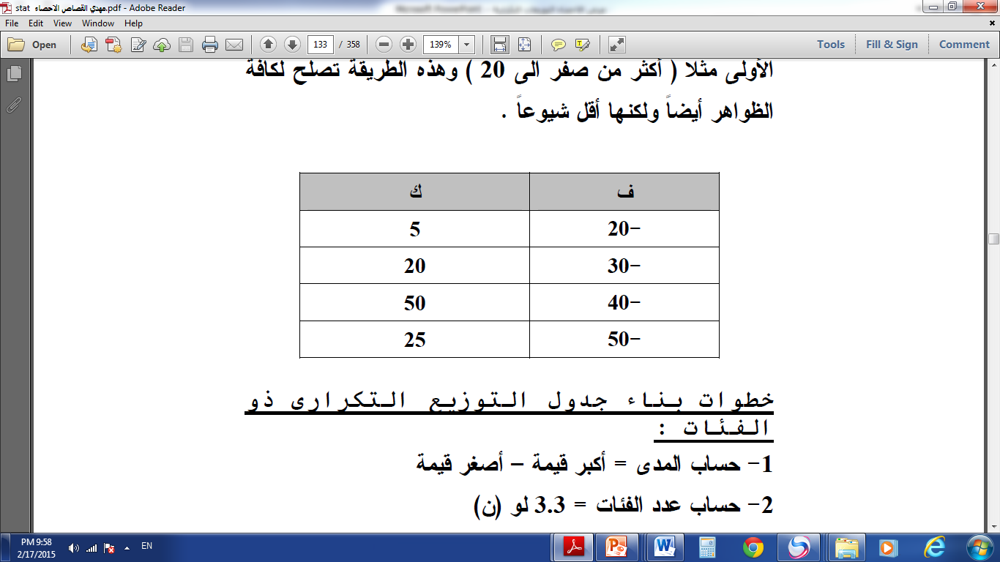 stat مهدي القصاص الاحصاء.pdf - Adobe Reader
File Edit View Window Help
Open 133 / 358 139% Tools Fill & Sign Comment
الأولى مثلا ( أكثر من صفر الى 20 ) وهذه الطريقة تصلح لكافة
الظواهر أيضاً ولكنها أقل شيوعاً .
ف ك
20- 5
30- 20
40- 50
50- 25
خطوات بناء جدول التوزيع التكرارى ذو
الفئات :
1- حساب المدى = أكبر قيمة – أصغر قيمة
2- حساب عدد الفئات = 3.3 لو (ن)
PM 9:58
2/17/2015
EN